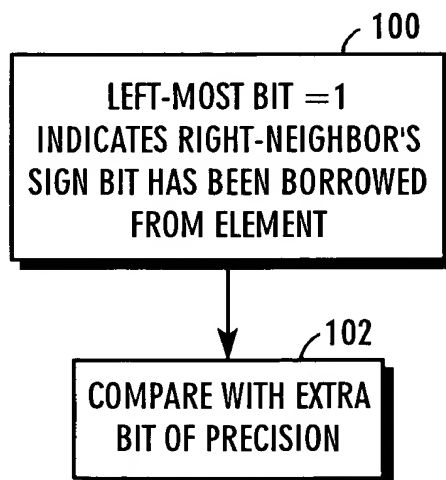 100
LEFT-MOST BIT = 1
INDICATES RIGHT-NEIGHBOR'S
SIGN BIT HAS BEEN BORROWED
FROM ELEMENT
102
COMPARE WITH EXTRA
BIT OF PRECISION